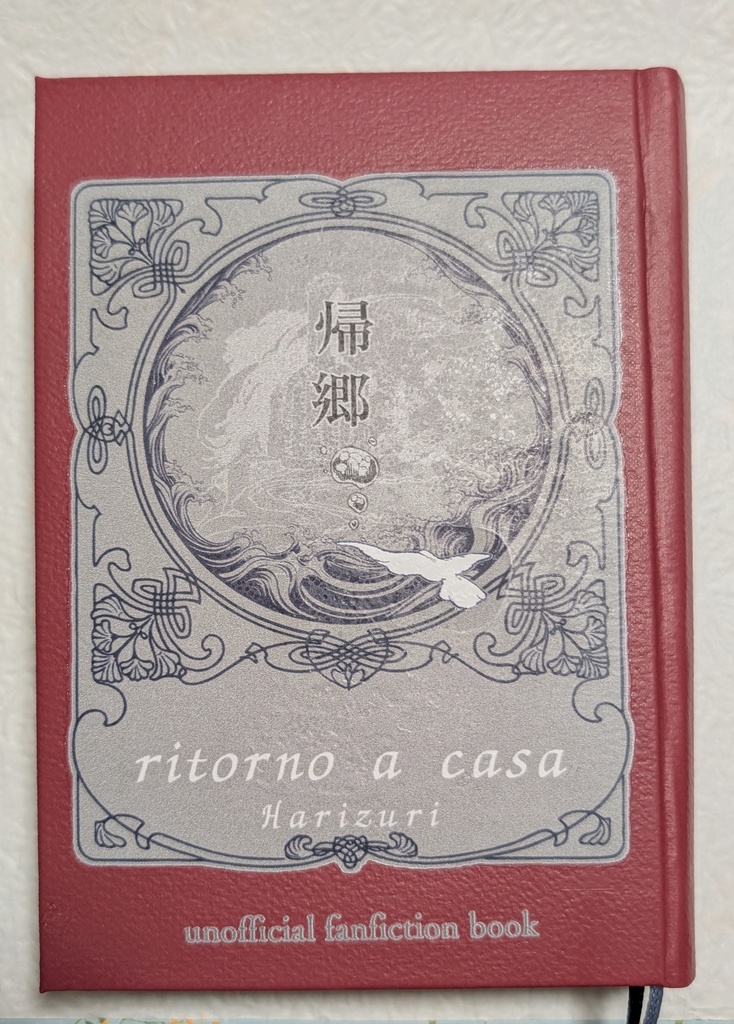 帰郷
ritorno a casa
Harizuri
unofficial fanfiction book